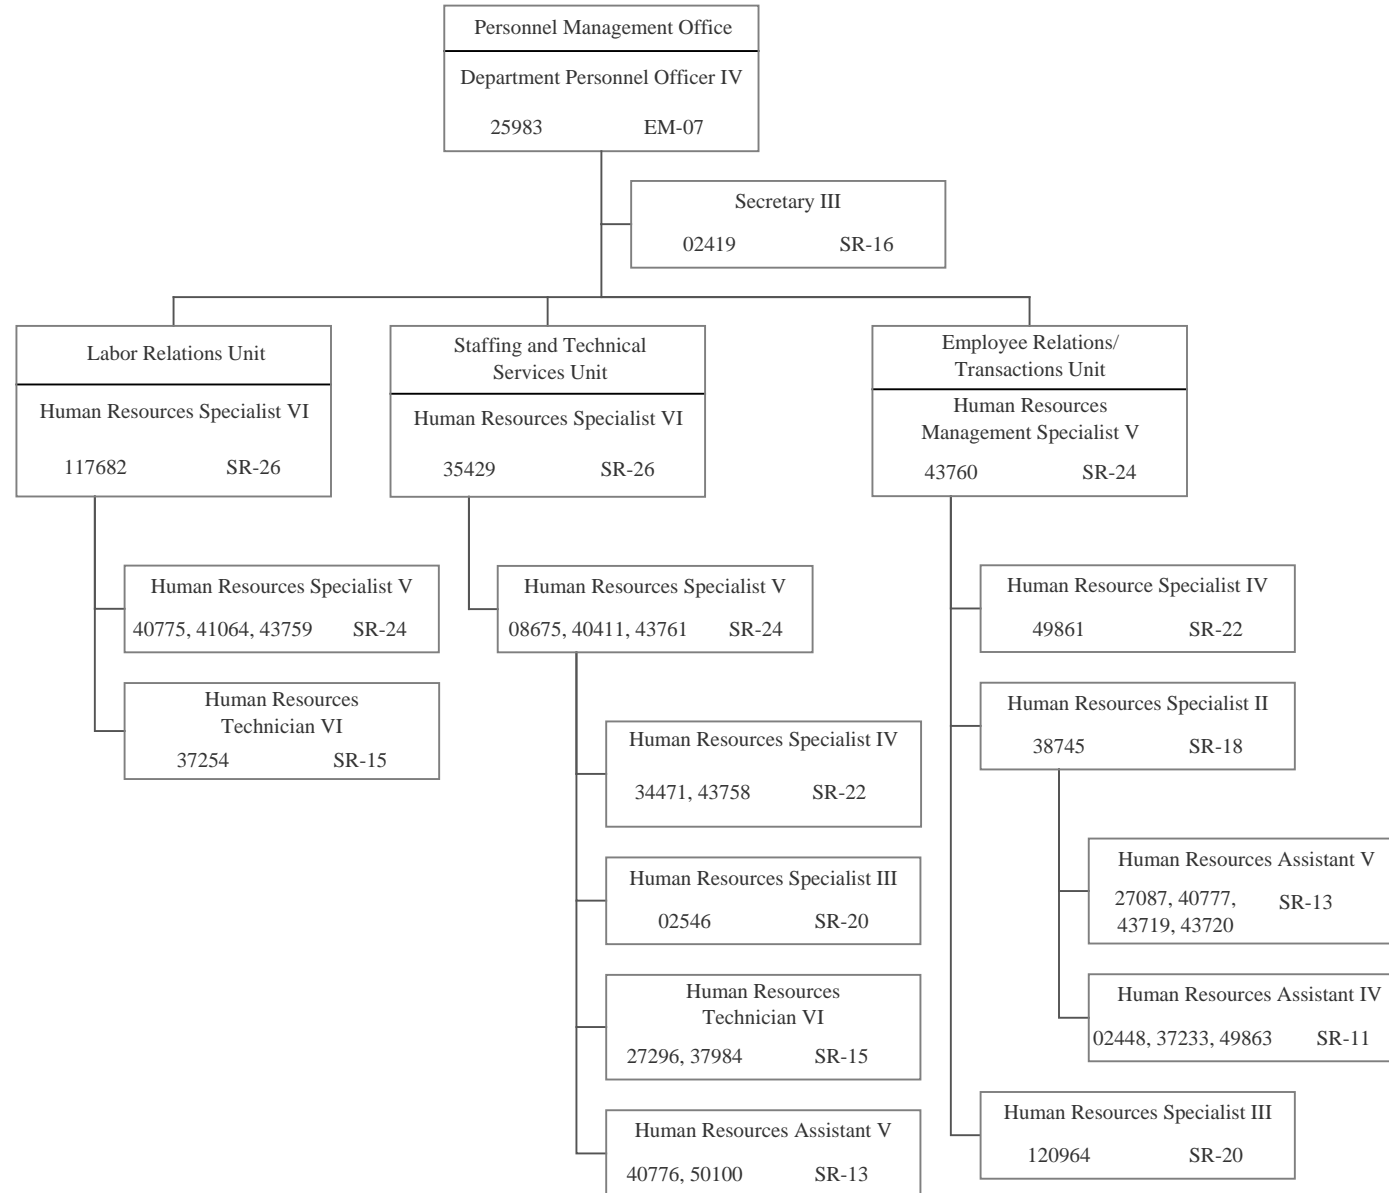 Personnel Management Office
Department Personnel Officer IV
25983 EM-07
Secretary III
02419 SR-16
Labor Relations Unit
Human Resources Specialist VI
117682 SR-26
Human Resources Specialist V
40775, 41064, 43759 SR-24
Human Resources
Technician VI
37254 SR-15
Staffing and Technical
Services Unit
Human Resources Specialist VI
35429 SR-26
Human Resources Specialist V
08675, 40411, 43761 SR-24
Human Resources Specialist IV
34471, 43758 SR-22
Human Resources Specialist III
02546 SR-20
Human Resources
Technician VI
27296, 37984 SR-15
Human Resources Assistant V
40776, 50100 SR-13
Employee Relations/
Transactions Unit
Human Resources
Management Specialist V
43760 SR-24
Human Resource Specialist IV
49861 SR-22
Human Resources Specialist II
38745 SR-18
Human Resources Assistant V
27087, 40777, SR-13
43719, 43720
Human Resources Assistant IV
02448, 37233, 49863 SR-11
Human Resources Specialist III
120964 SR-20